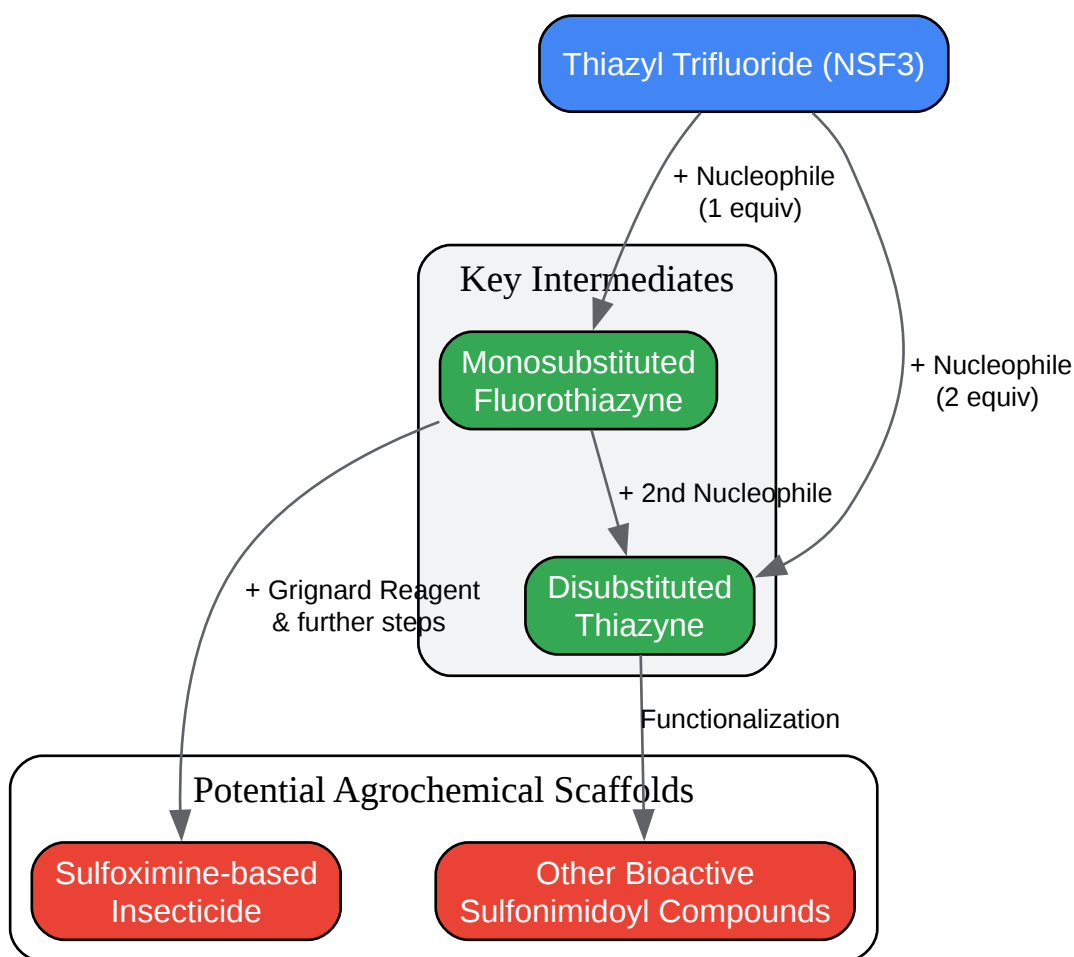 Thiazyl Trifluoride (NSF3)
+ Nucleophile
(1 equiv)
Key Intermediates
Monosubstituted
Fluorothiazyne
+ Nucleophile
(2 equiv)
+ 2nd Nucleophile
Disubstituted
Thiazyne
+ Grignard Reagent
& further steps
Functionalization
Potential Agrochemical Scaffolds
Sulfoximine-based
Insecticide
Other Bioactive
Sulfonimidoyl Compounds